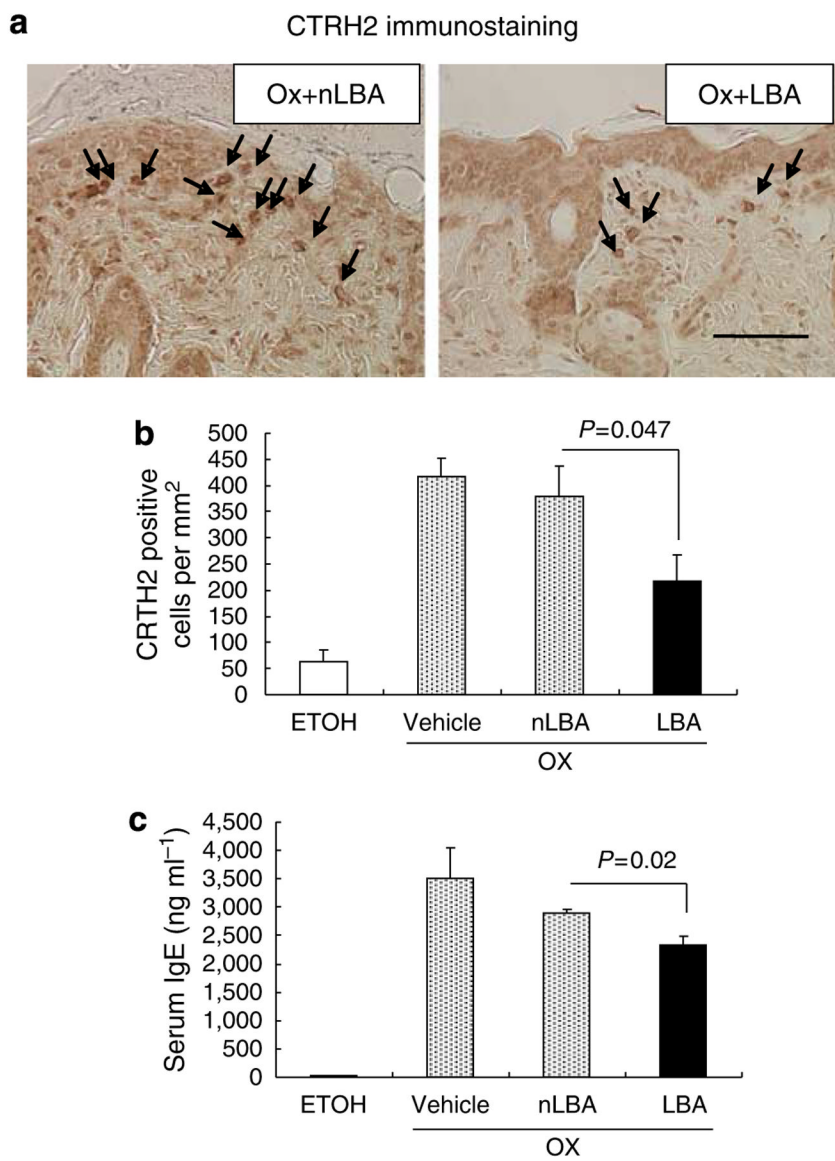 a
CTRH2 immunostaining
Ox+nLBA
Ox+LBA
b
CRTH2 positive
cells per mm²
500
450
400
350
300
250
200
150
100
50
0
P=0.047
ETOH
Vehicle
nLBA
LBA
OX
c
Serum IgE (ng ml⁻¹)
4,500
4,000
3,500
3,000
2,500
2,000
1,500
1,000
500
0
P=0.02
ETOH
Vehicle
nLBA
LBA
OX